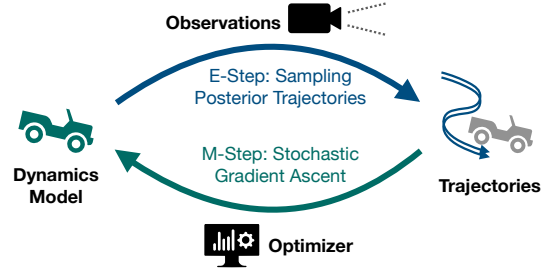 Observations
E-Step: Sampling
Posterior Trajectories
M-Step: Stochastic
Gradient Ascent
Dynamics
Model
Trajectories
Optimizer